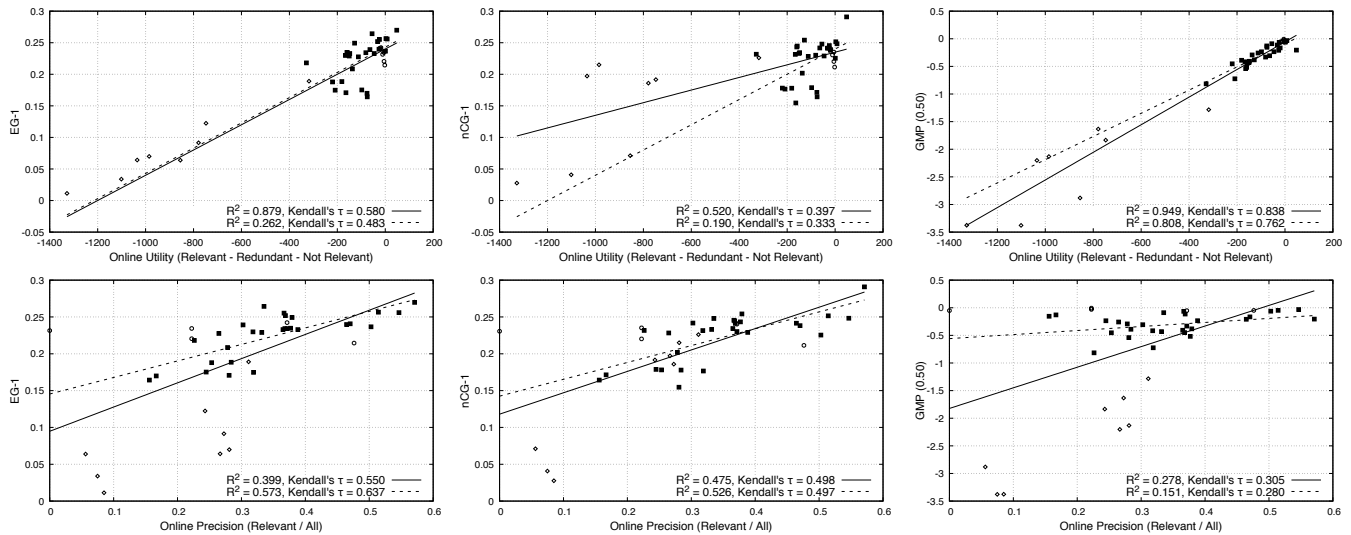 0.3
0.25
0.2
0.15
0.1
0.05
0
-0.05
EG-1
R² = 0.879, Kendall's τ = 0.580
R² = 0.262, Kendall's τ = 0.483
-1400 -1200 -1000 -800 -600 -400 -200 0 200
Online Utility (Relevant - Redundant - Not Relevant)
0.3
0.25
0.2
0.15
0.1
0.05
0
-0.05
nCG-1
R² = 0.520, Kendall's τ = 0.397
R² = 0.190, Kendall's τ = 0.333
-1400 -1200 -1000 -800 -600 -400 -200 0 200
Online Utility (Relevant - Redundant - Not Relevant)
0.5
0
-0.5
-1
-1.5
-2
-2.5
-3
-3.5
GMP (0.50)
R² = 0.949, Kendall's τ = 0.838
R² = 0.808, Kendall's τ = 0.762
-1400 -1200 -1000 -800 -600 -400 -200 0 200
Online Utility (Relevant - Redundant - Not Relevant)
0.3
0.25
0.2
0.15
0.1
0.05
0
EG-1
R² = 0.399, Kendall's τ = 0.550
R² = 0.573, Kendall's τ = 0.637
0 0.1 0.2 0.3 0.4 0.5 0.6
Online Precision (Relevant / All)
0.3
0.25
0.2
0.15
0.1
0.05
0
nCG-1
R² = 0.475, Kendall's τ = 0.498
R² = 0.526, Kendall's τ = 0.497
0 0.1 0.2 0.3 0.4 0.5 0.6
Online Precision (Relevant / All)
0.5
0
-0.5
-1
-1.5
-2
-2.5
-3
-3.5
GMP (0.50)
R² = 0.278, Kendall's τ = 0.305
R² = 0.151, Kendall's τ = 0.280
0 0.1 0.2 0.3 0.4 0.5 0.6
Online Precision (Relevant / All)